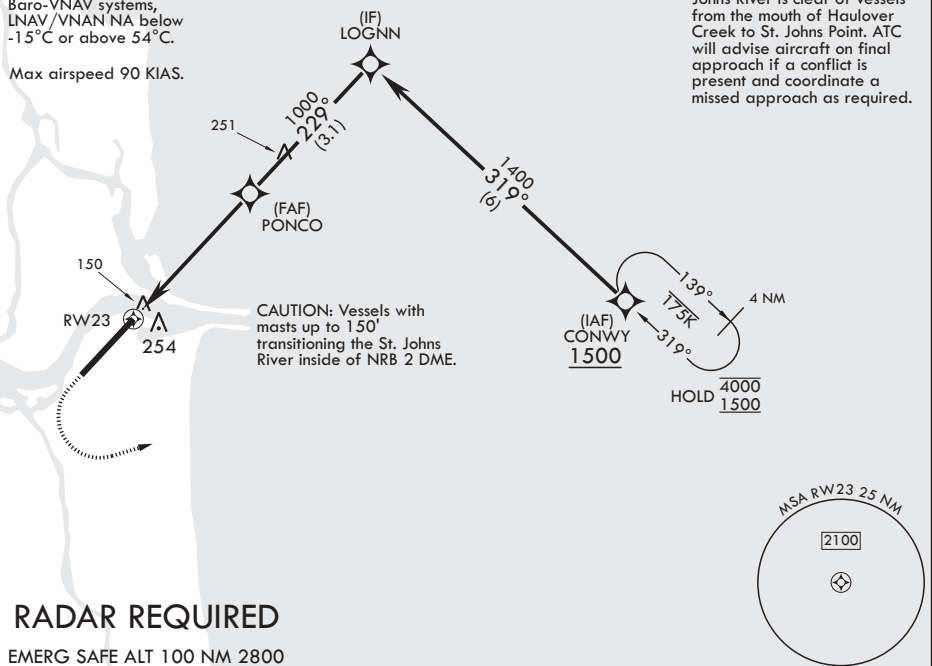 Baro-VNAV systems,
LNAV/VNAN NA below
-15°C or above 54°C.
Max airspeed 90 KIAS.
(IF)
LOGNN
Johns River is clear of vessels
from the mouth of Haulover
Creek to St. Johns Point. ATC
will advise aircraft on final
approach if a conflict is
present and coordinate a
missed approach as required.
251
1000
229°
(3.1)
1400
319°
(6)
(FAF)
PONCO
150
RW23
254
CAUTION: Vessels with
masts up to 150'
transitioning the St. Johns
River inside of NRB 2 DME.
(IAF)
CONWY
1500
139°
175K
319°
4 NM
HOLD 4000
1500
MSA RW23 25 NM
2100
RADAR REQUIRED
EMERG SAFE ALT 100 NM 2800